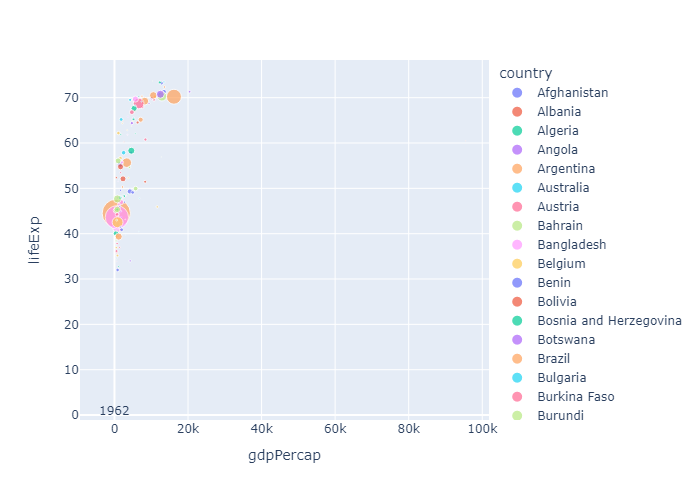 country
Afghanistan
Albania
Algeria
Angola
Argentina
Australia
Austria
Bahrain
Bangladesh
Belgium
Benin
Bolivia
Bosnia and Herzegovina
Botswana
Brazil
Bulgaria
Burkina Faso
Burundi
lifeExp
70
60
50
40
30
20
10
0
1962
0 20k 40k 60k 80k 100k
gdpPercap